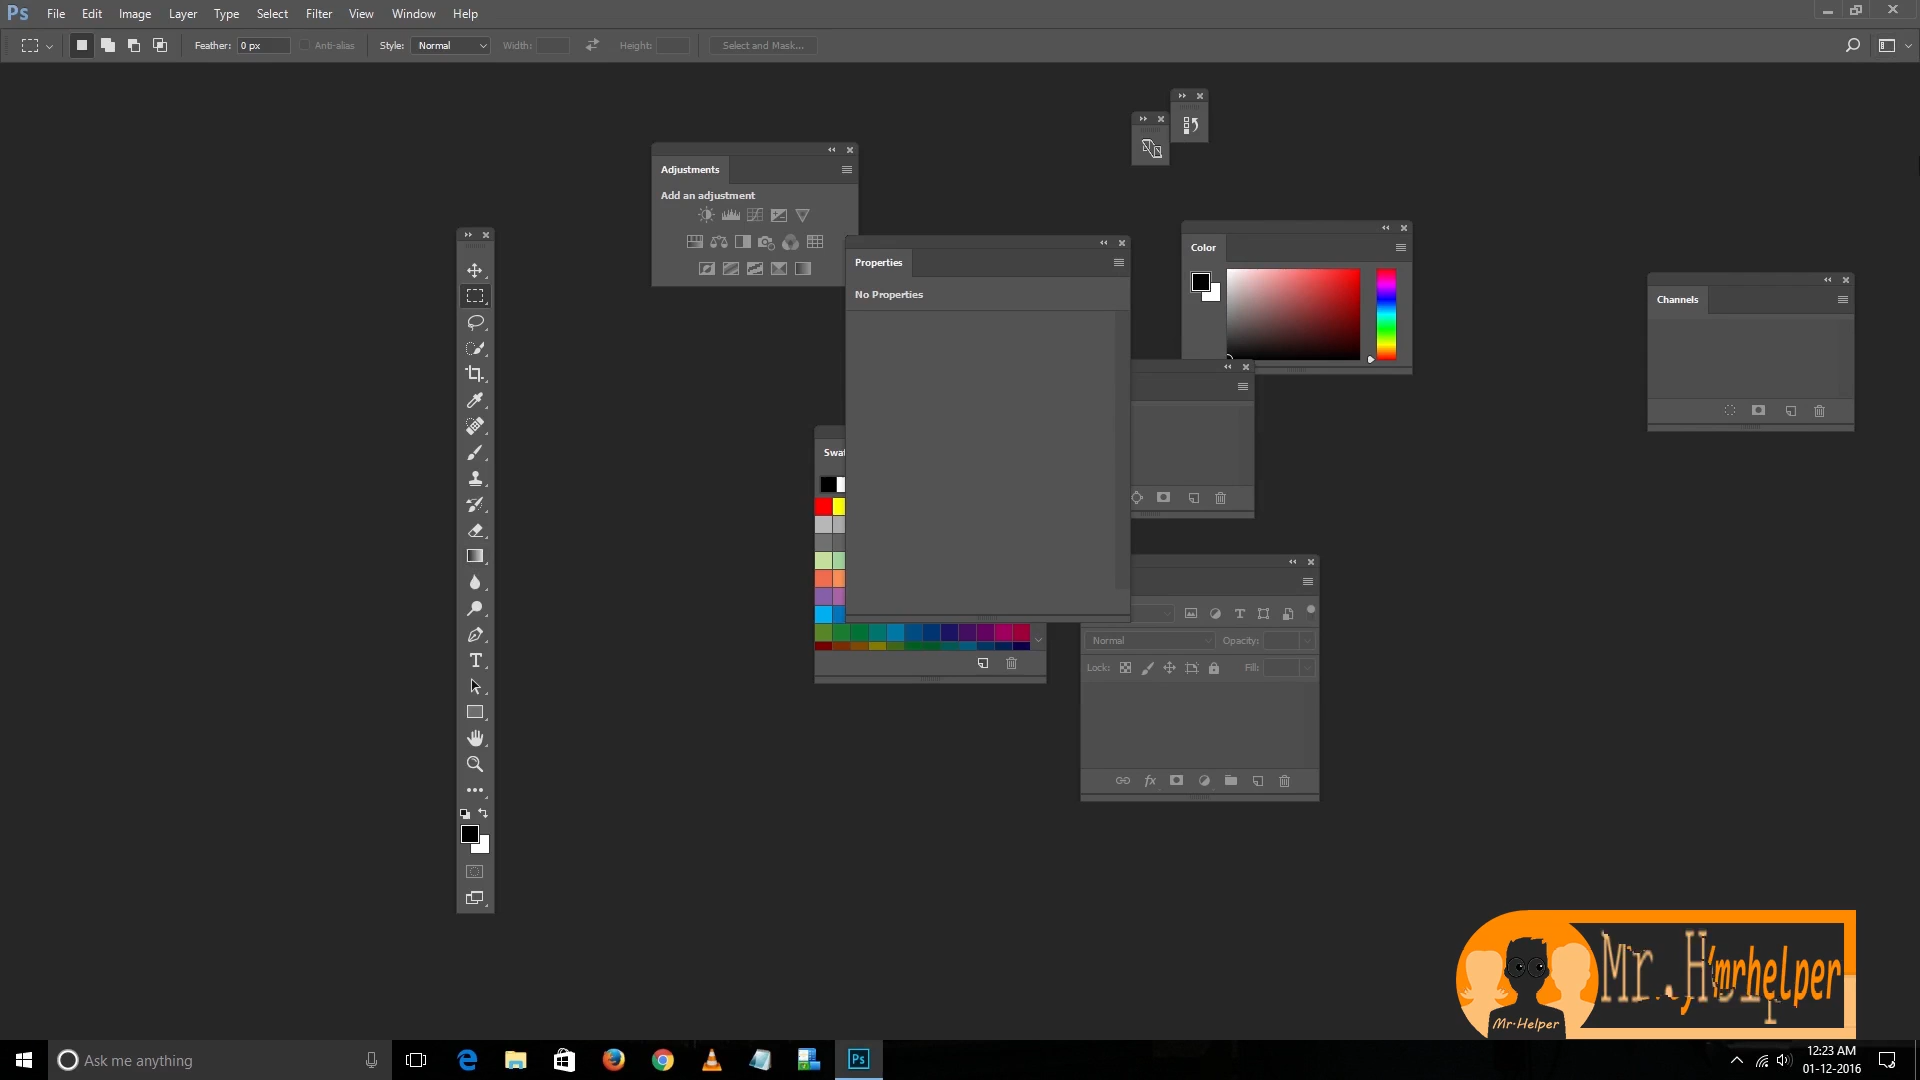 Ps File Edit Image Layer Type Select Filter View Window Help
Feather: 0 px Anti-alias Style: Normal Width: Height: Select and Mask...
Adjustments
Add an adjustment
Properties
No Properties
Color
Channels
Swat
Normal Opacity:
Lock: Fill:
Mr-Helper
Mr.H
mrhelper
Ask me anything
Ps
12:23 AM
01-12-2016